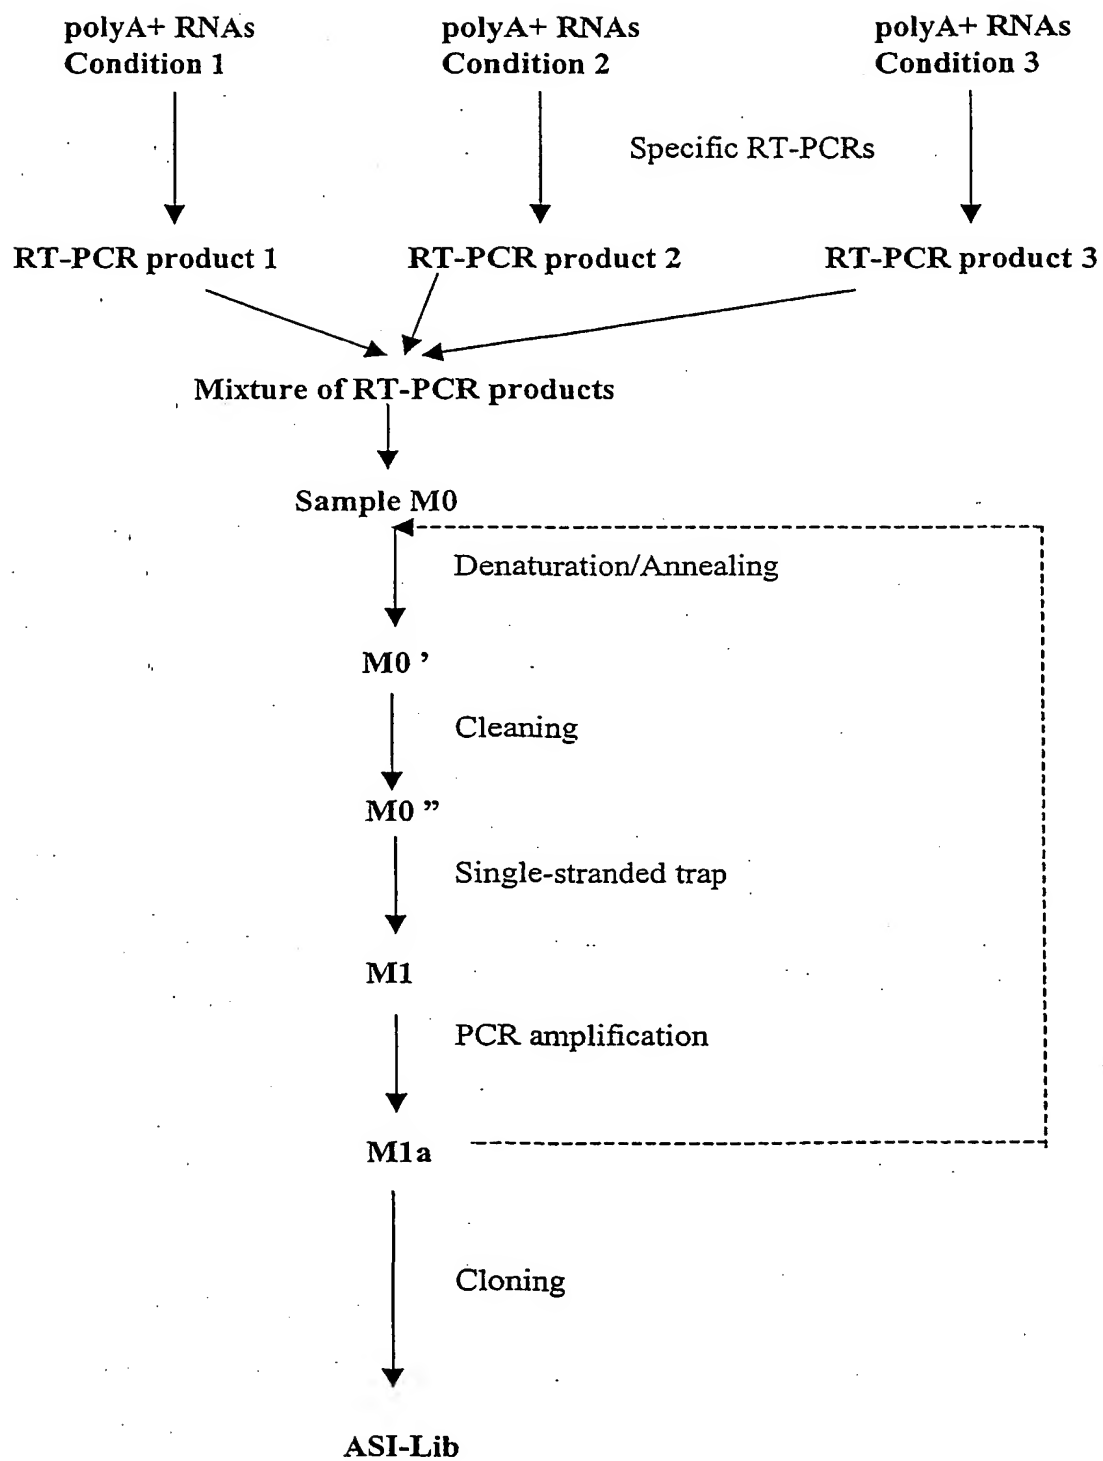 polyA+ RNAs
Condition 1
polyA+ RNAs
Condition 2
polyA+ RNAs
Condition 3
Specific RT-PCRs
RT-PCR product 1
RT-PCR product 2
RT-PCR product 3
Mixture of RT-PCR products
Sample M0
Denaturation/Annealing
M0 ’
Cleaning
M0 ”
Single-stranded trap
M1
PCR amplification
M1a
Cloning
ASI-Lib